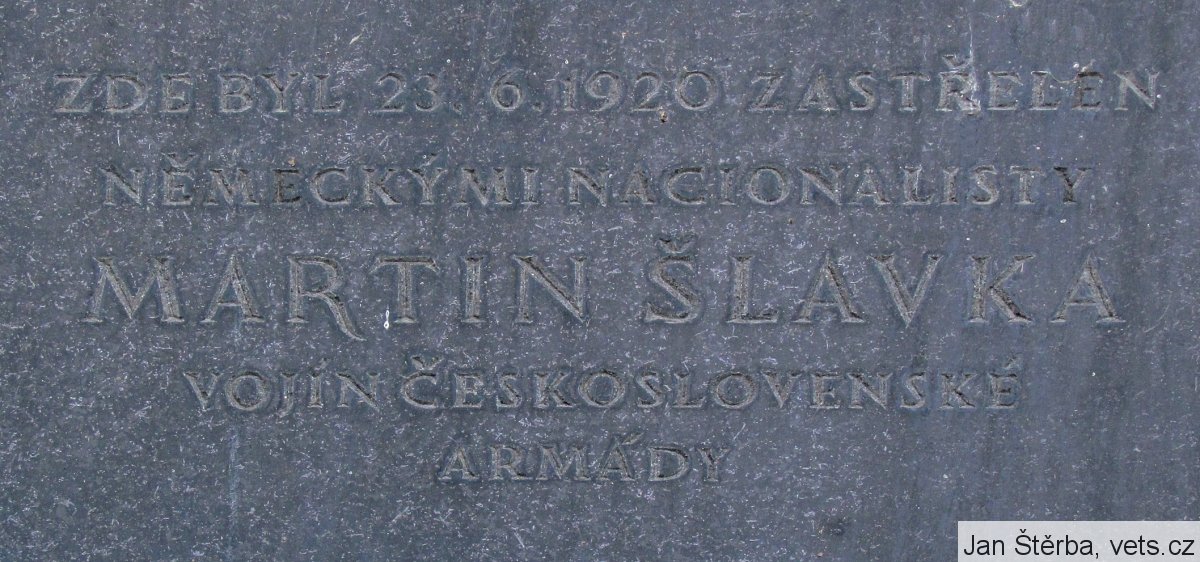 ZDE BYL 23. 6. 1920 ZASTŘELEN
NĚMECKÝMI NACIONALISTY
MARTIN ŠLAVKA
VOJÍN ČESKOSLOVENSKÉ
ARMÁDY
Jan Štěrba, vets.cz